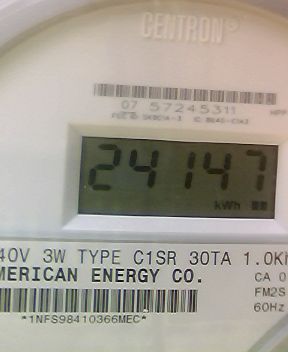 CENTRON®
07 57245311
24147
kWh
40V 3W TYPE C1SR 30TA 1.0Kh
MERICAN ENERGY CO.
CA 0
FM2S
60Hz
*1NFS98410366MEC*